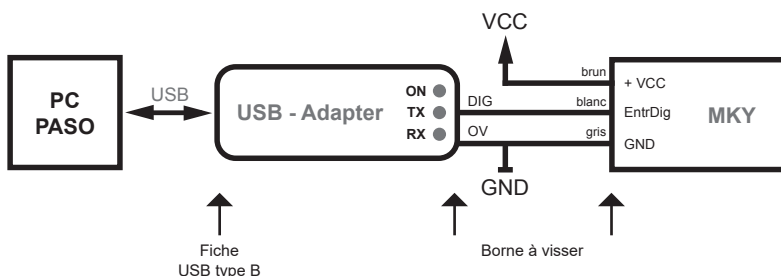 VCC
PC
PASO
USB
USB - Adapter
ON
TX
RX
DIG
OV
brun
blanc
gris
+ VCC
EntrDig
GND
MKY
GND
Fiche
USB type B
Borne à visser